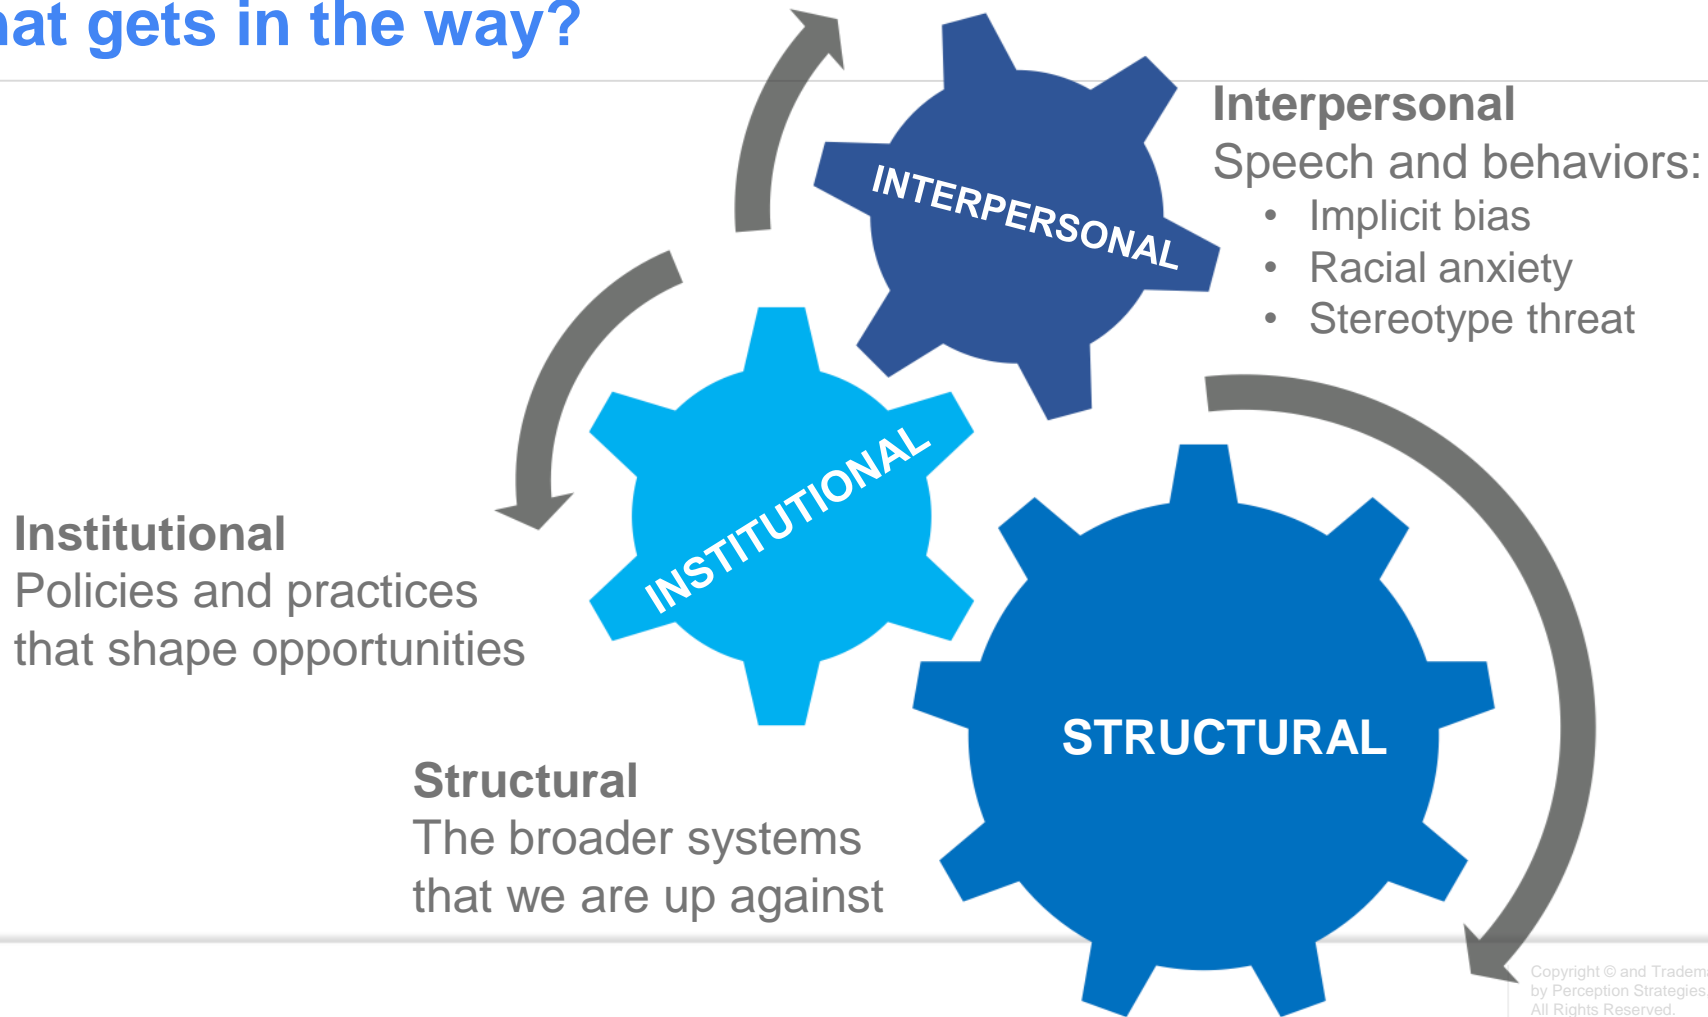 hat gets in the way?
INTERPERSONAL
Interpersonal
Speech and behaviors:
• Implicit bias
• Racial anxiety
• Stereotype threat
INSTITUTIONAL
Institutional
Policies and practices
that shape opportunities
STRUCTURAL
Structural
The broader systems
that we are up against
Copyright © and Tradema
by Perception Strategies.
All Rights Reserved.